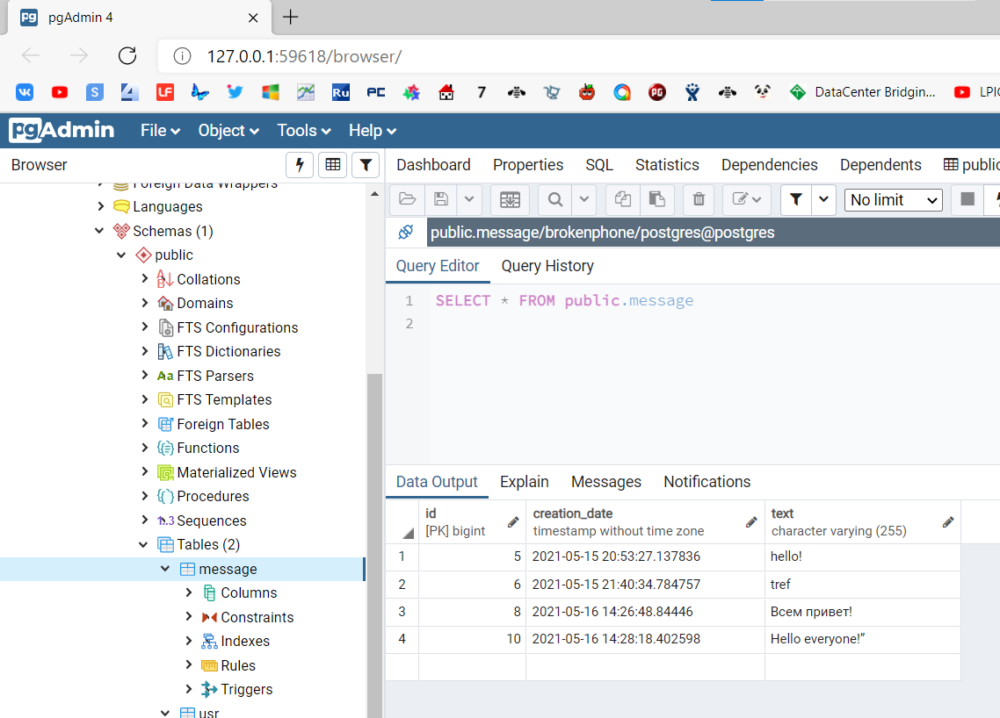 pgAdmin 4
127.0.0.1:59618/browser/
DataCenter Bridgin...
pgAdmin File Object Tools Help
Browser
Dashboard Properties SQL Statistics Dependencies Dependents public
Foreign Data Wrappers
Languages
Schemas (1)
public
Collations
Domains
FTS Configurations
FTS Dictionaries
Aa FTS Parsers
FTS Templates
Foreign Tables
Functions
Materialized Views
Procedures
1..3 Sequences
Tables (2)
message
Columns
Constraints
Indexes
Rules
Triggers
usr
No limit
public.message/brokenphone/postgres@postgres
Query Editor Query History
1 SELECT * FROM public.message
2
Data Output Explain Messages Notifications
id creation_date text
[PK] bigint timestamp without time zone character varying (255)
1 5 2021-05-15 20:53:27.137836 hello!
2 6 2021-05-15 21:40:34.784757 tref
3 8 2021-05-16 14:26:48.84446 Всем привет!
4 10 2021-05-16 14:28:18.402598 Hello everyone!”